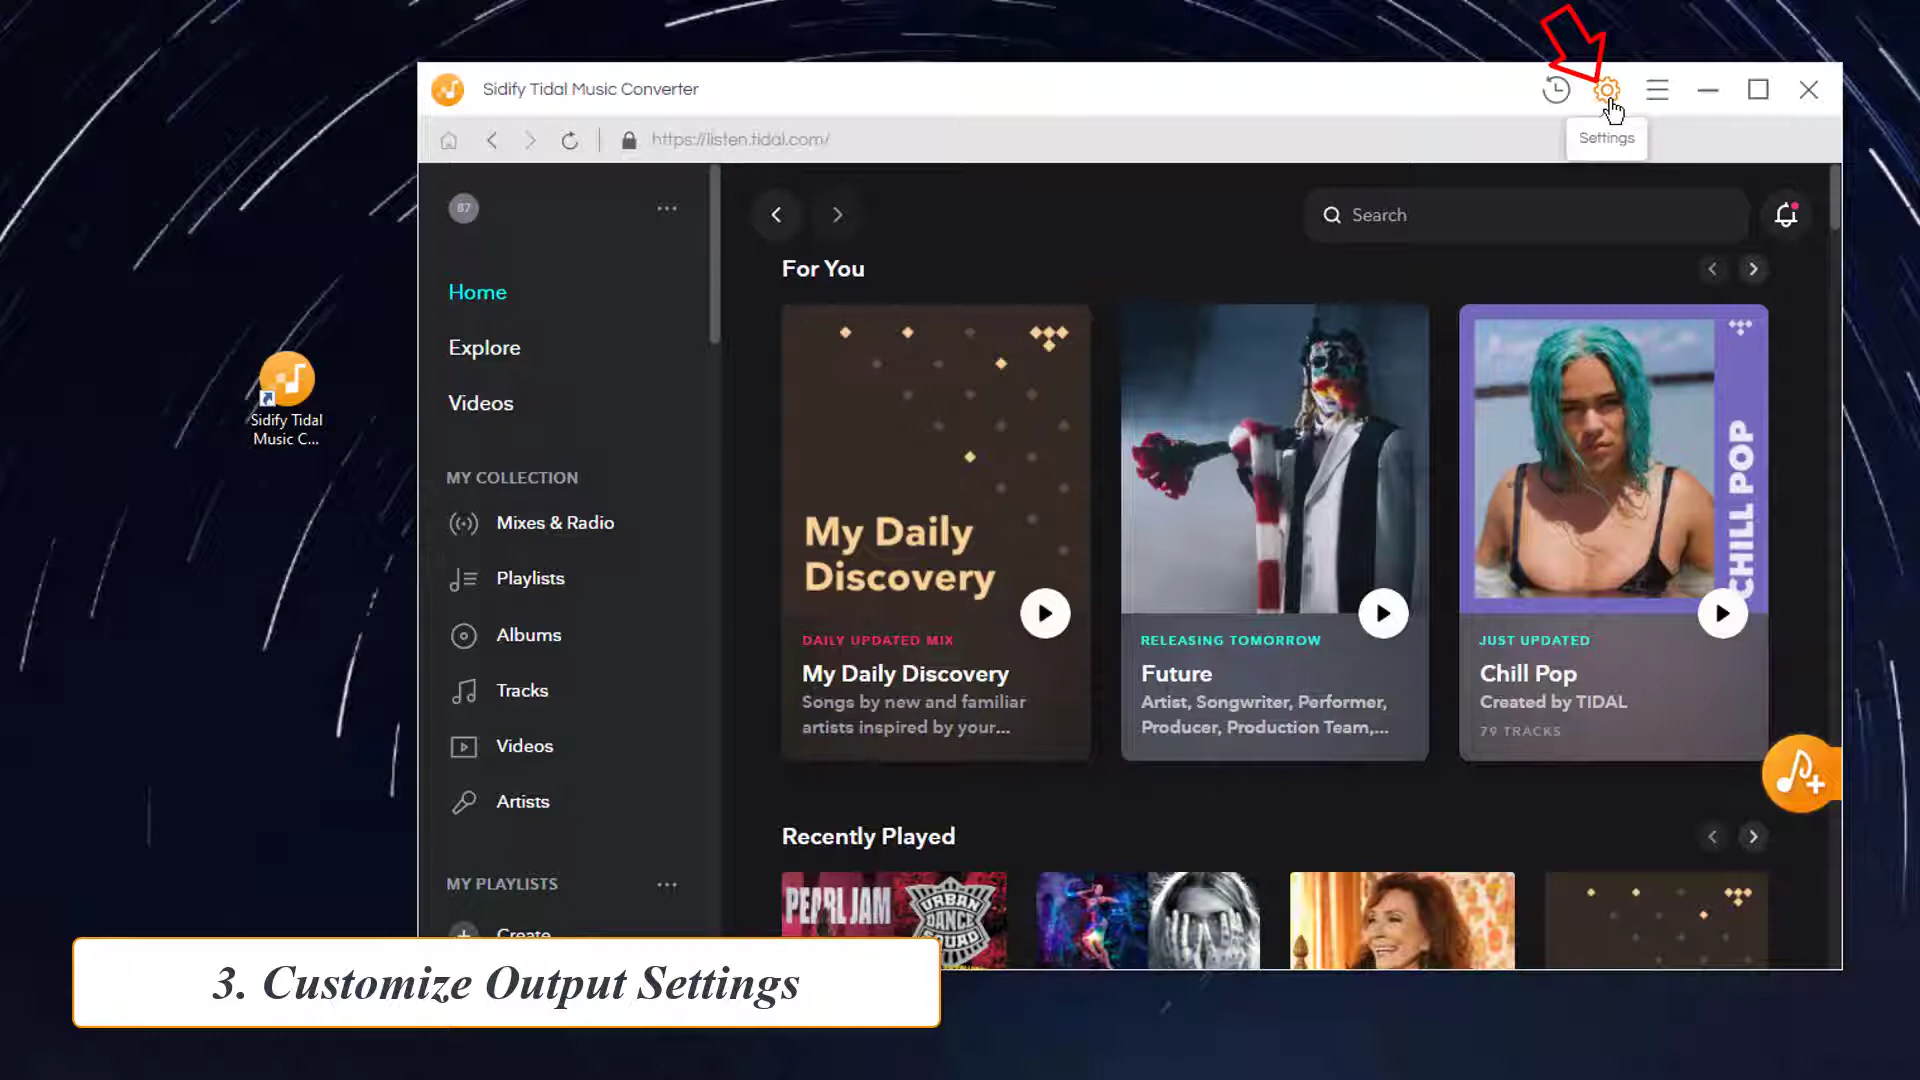 Sidify Tidal Music Converter
https://listen.tidal.com/
Settings
87
Search
Home
Explore
Videos
MY COLLECTION
Mixes & Radio
Playlists
Albums
Tracks
Videos
Artists
MY PLAYLISTS
Create
For You
My Daily
Discovery
DAILY UPDATED MIX
My Daily Discovery
Songs by new and familiar
artists inspired by your...
RELEASING TOMORROW
Future
Artist, Songwriter, Performer,
Producer, Production Team,...
CHILL POP
JUST UPDATED
Chill Pop
Created by TIDAL
79 TRACKS
Recently Played
PEARL JAM
URBAN
DANCE
SQUAD
Sidify Tidal
Music C...
3. Customize Output Settings